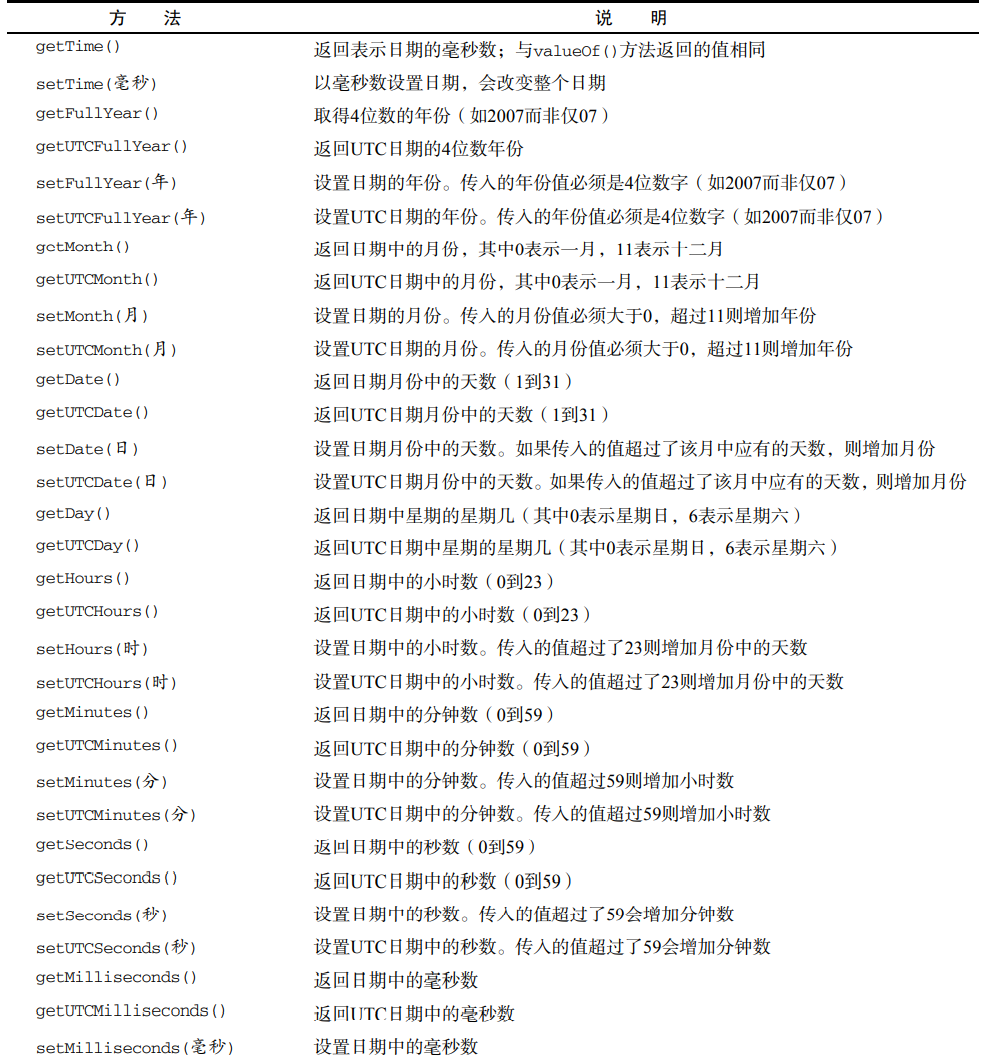 方 法 说 明
getTime() 返回表示日期的毫秒数；与valueOf()方法返回的值相同
setTime(毫秒) 以毫秒数设置日期，会改变整个日期
getFullYear() 取得4位数的年份（如2007而非仅07）
getUTCFullYear() 返回UTC日期的4位数年份
setFullYear(年) 设置日期的年份。传入的年份值必须是4位数字（如2007而非仅07）
setUTCFullYear(年) 设置UTC日期的年份。传入的年份值必须是4位数字（如2007而非仅07）
getMonth() 返回日期中的月份，其中0表示一月，11表示十二月
getUTCMonth() 返回UTC日期中的月份，其中0表示一月，11表示十二月
setMonth(月) 设置日期的月份。传入的月份值必须大于0，超过11则增加年份
setUTCMonth(月) 设置UTC日期的月份。传入的月份值必须大于0，超过11则增加年份
getDate() 返回日期月份中的天数（1到31）
getUTCDate() 返回UTC日期月份中的天数（1到31）
setDate(日) 设置日期月份中的天数。如果传入的值超过了该月中应有的天数，则增加月份
setUTCDate(日) 设置UTC日期月份中的天数。如果传入的值超过了该月中应有的天数，则增加月份
getDay() 返回日期中星期的星期几（其中0表示星期日，6表示星期六）
getUTCDay() 返回UTC日期中星期的星期几（其中0表示星期日，6表示星期六）
getHours() 返回日期中的小时数（0到23）
getUTCHours() 返回UTC日期中的小时数（0到23）
setHours(时) 设置日期中的小时数。传入的值超过了23则增加月份中的天数
setUTCHours(时) 设置UTC日期中的小时数。传入的值超过了23则增加月份中的天数
getMinutes() 返回日期中的分钟数（0到59）
getUTCMinutes() 返回UTC日期中的分钟数（0到59）
setMinutes(分) 设置日期中的分钟数。传入的值超过59则增加小时数
setUTCMinutes(分) 设置UTC日期中的分钟数。传入的值超过59则增加小时数
getSeconds() 返回日期中的秒数（0到59）
getUTCSeconds() 返回UTC日期中的秒数（0到59）
setSeconds(秒) 设置日期中的秒数。传入的值超过了59会增加分钟数
setUTCSeconds(秒) 设置UTC日期中的秒数。传入的值超过了59会增加分钟数
getMilliseconds() 返回日期中的毫秒数
getUTCMilliseconds() 返回UTC日期中的毫秒数
setMilliseconds(毫秒) 设置日期中的毫秒数